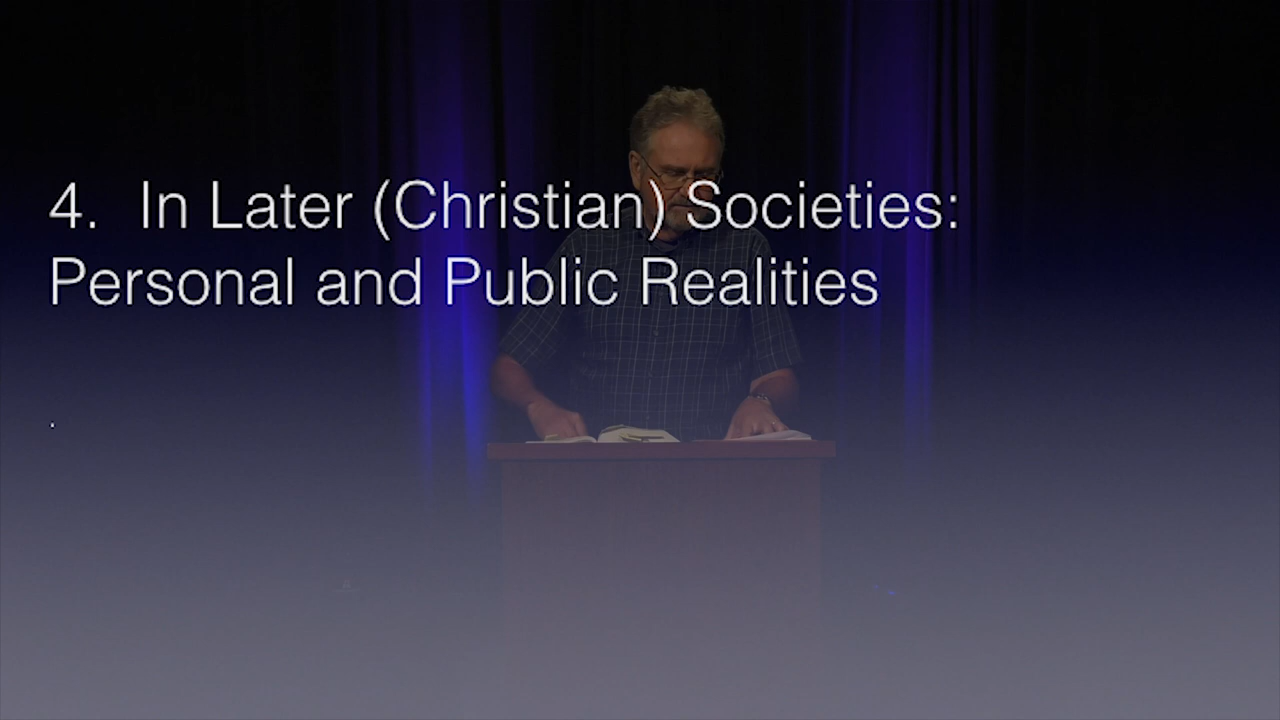 4. In Later (Christian) Societies:
Personal and Public Realities
.